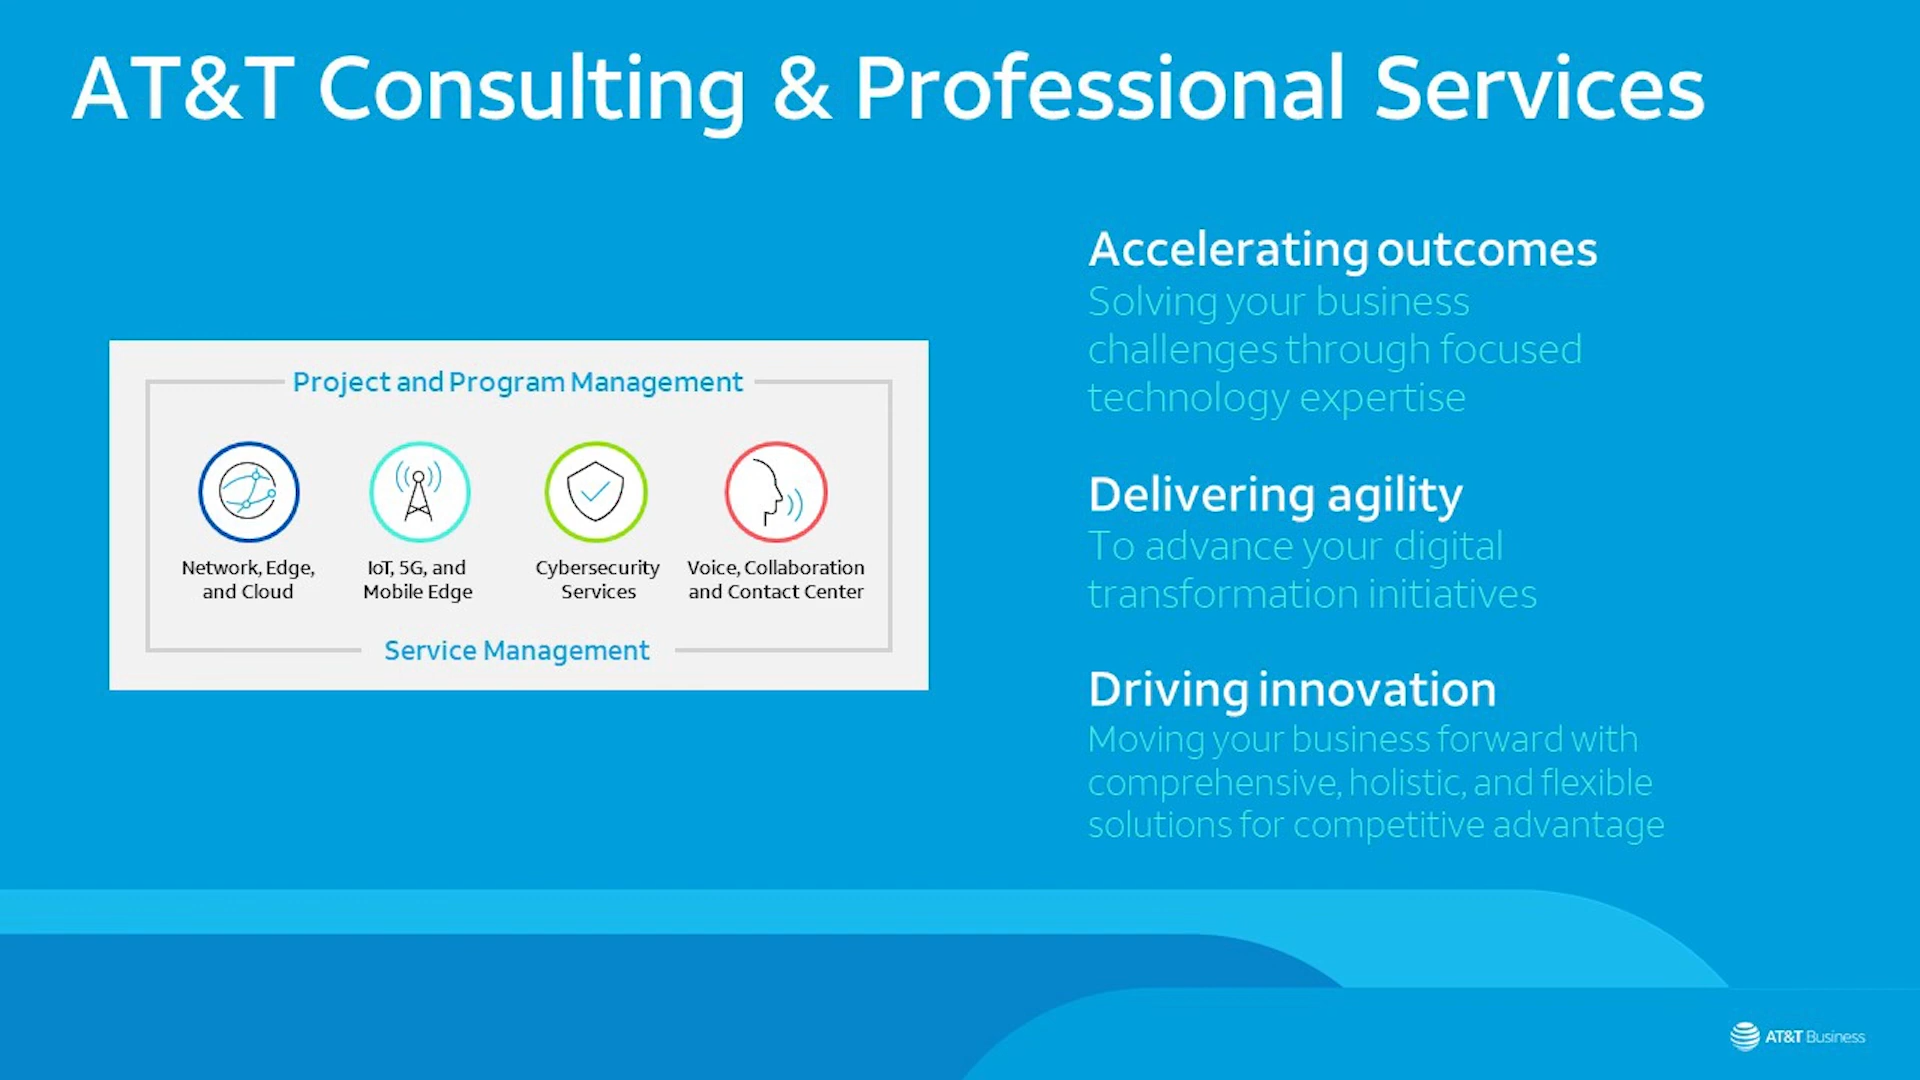 AT&T Consulting & Professional Services
Project and Program Management
Network, Edge,
and Cloud
IoT, 5G, and
Mobile Edge
Cybersecurity
Services
Voice, Collaboration
and Contact Center
Service Management
Accelerating outcomes
Solving your business
challenges through focused
technology expertise
Delivering agility
To advance your digital
transformation initiatives
Driving innovation
Moving your business forward with
comprehensive, holistic, and flexible
solutions for competitive advantage
AT&T Business